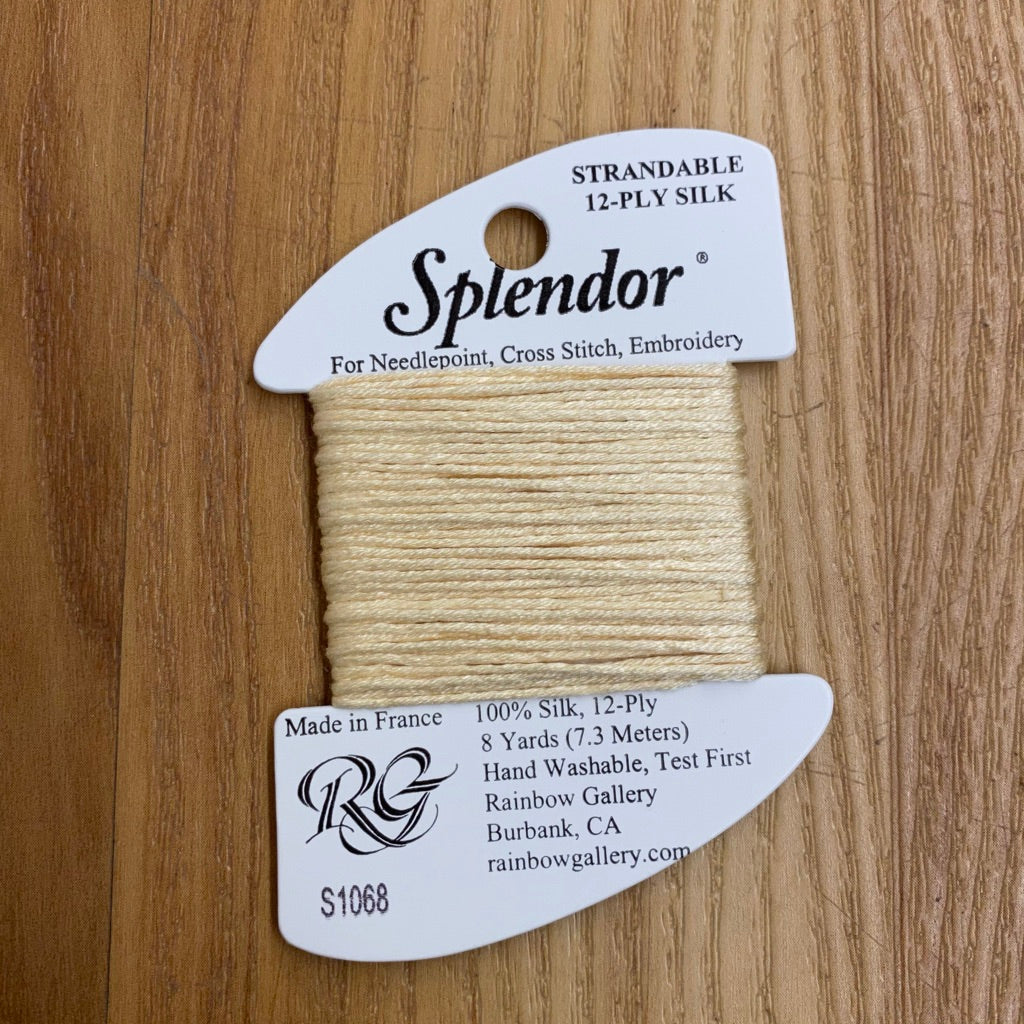 STRANDABLE
12-PLY SILK
Splendor®
For Needlepoint, Cross Stitch, Embroidery
Made in France
RG
S1068
100% Silk, 12-Ply
8 Yards (7.3 Meters)
Hand Washable, Test First
Rainbow Gallery
Burbank, CA
rainbowgallery.com